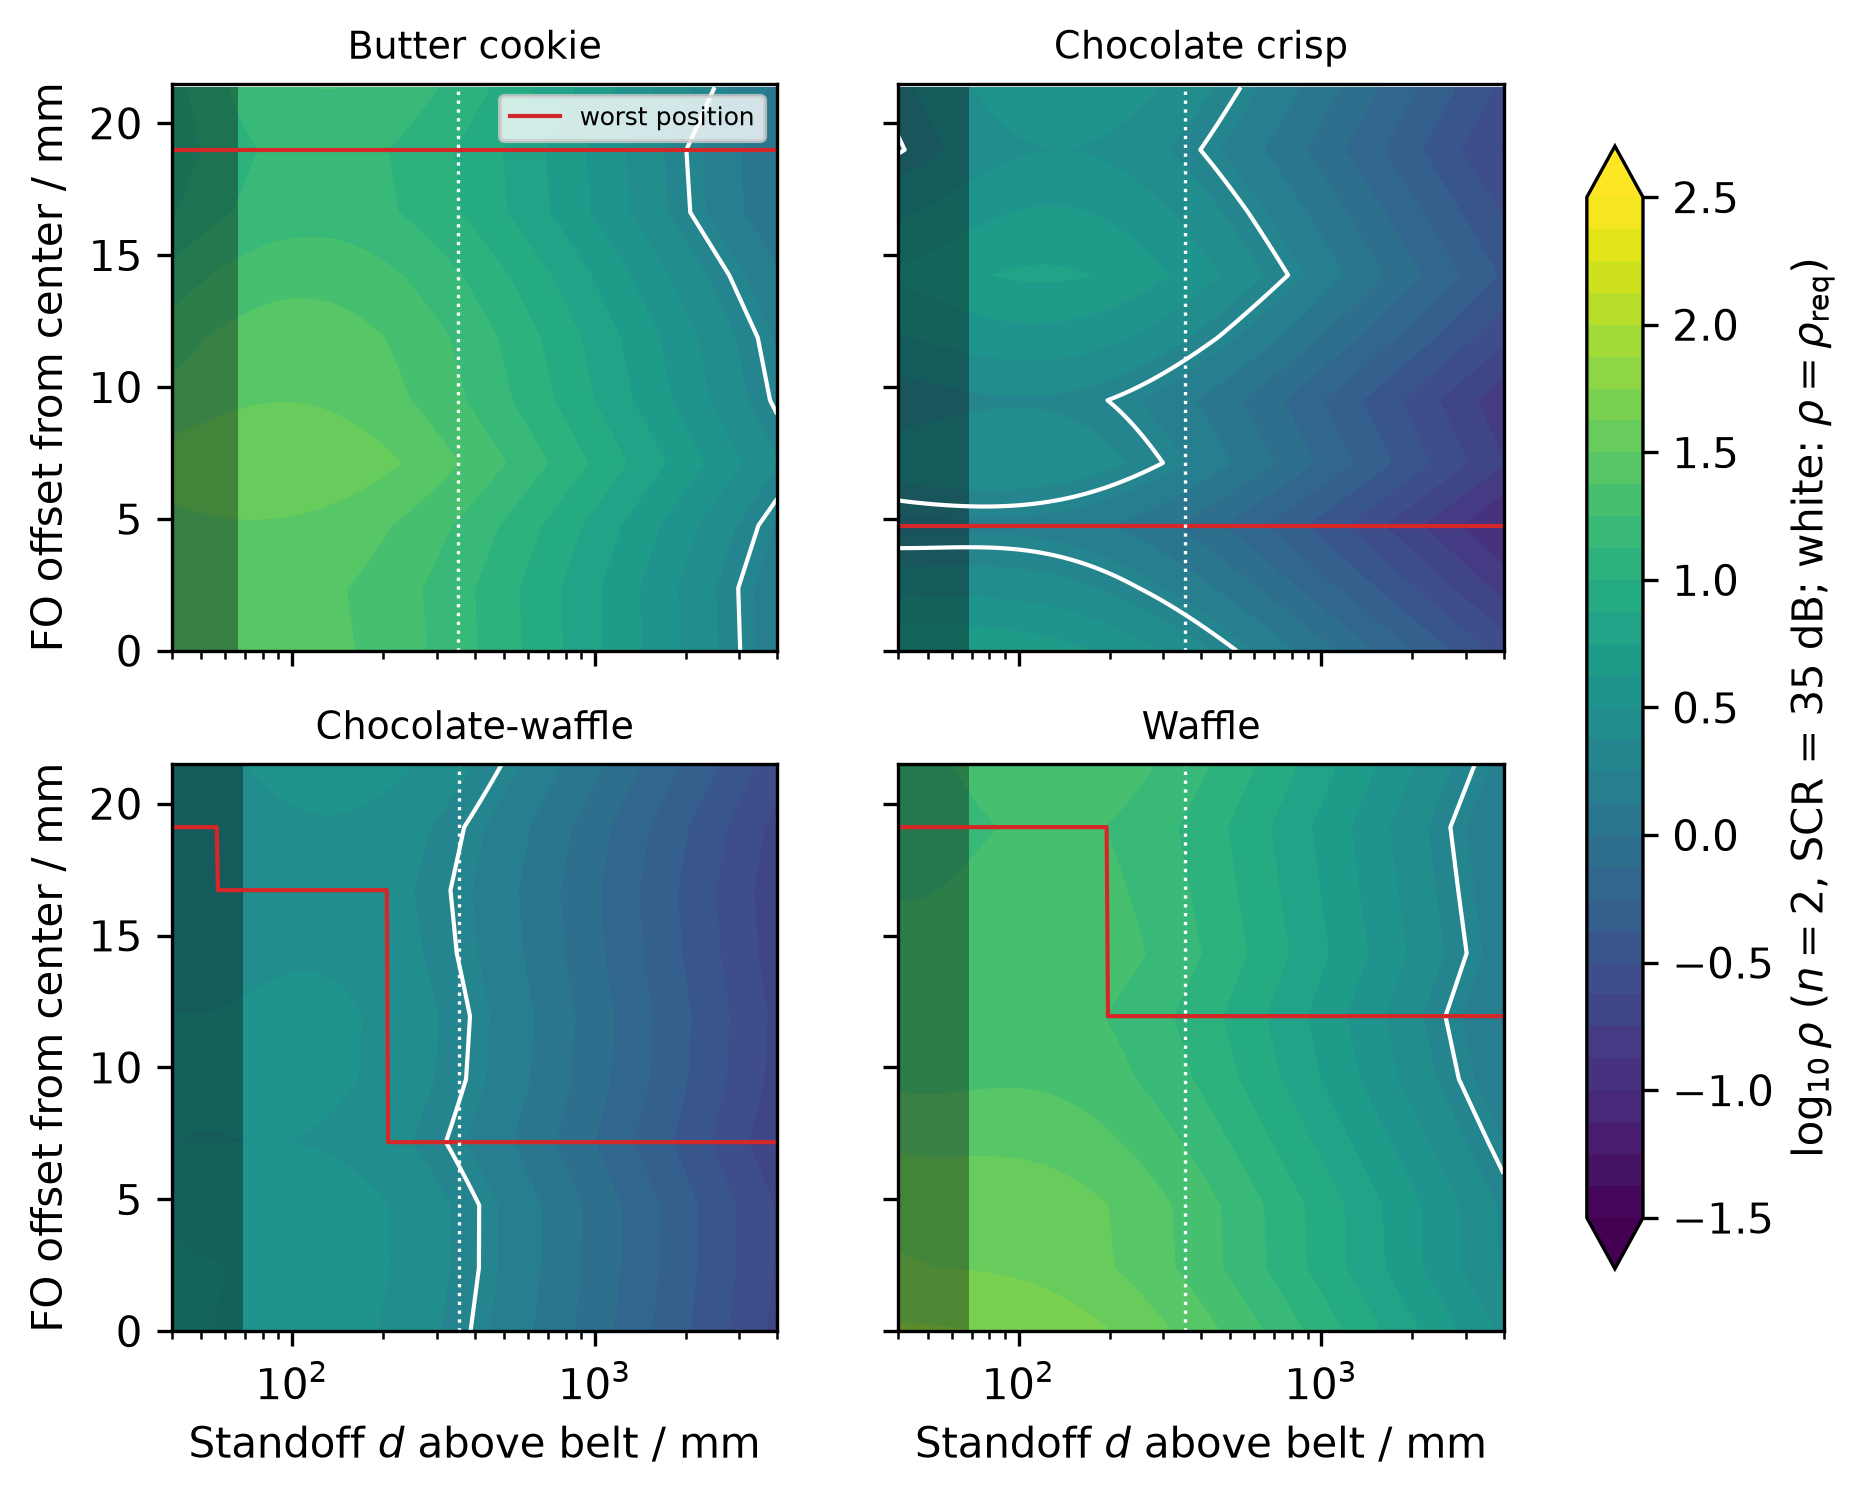 Butter cookie
Chocolate crisp
worst position
FO offset from center / mm
20
15
10
5
0
Chocolate-waffle
Waffle
FO offset from center / mm
20
15
10
5
0
10²
10³
10²
10³
Standoff d above belt / mm
Standoff d above belt / mm
2.5
2.0
1.5
1.0
0.5
0.0
−0.5
−1.0
−1.5
log₁₀ ρ (n = 2, SCR = 35 dB; white: ρ = ρreq)